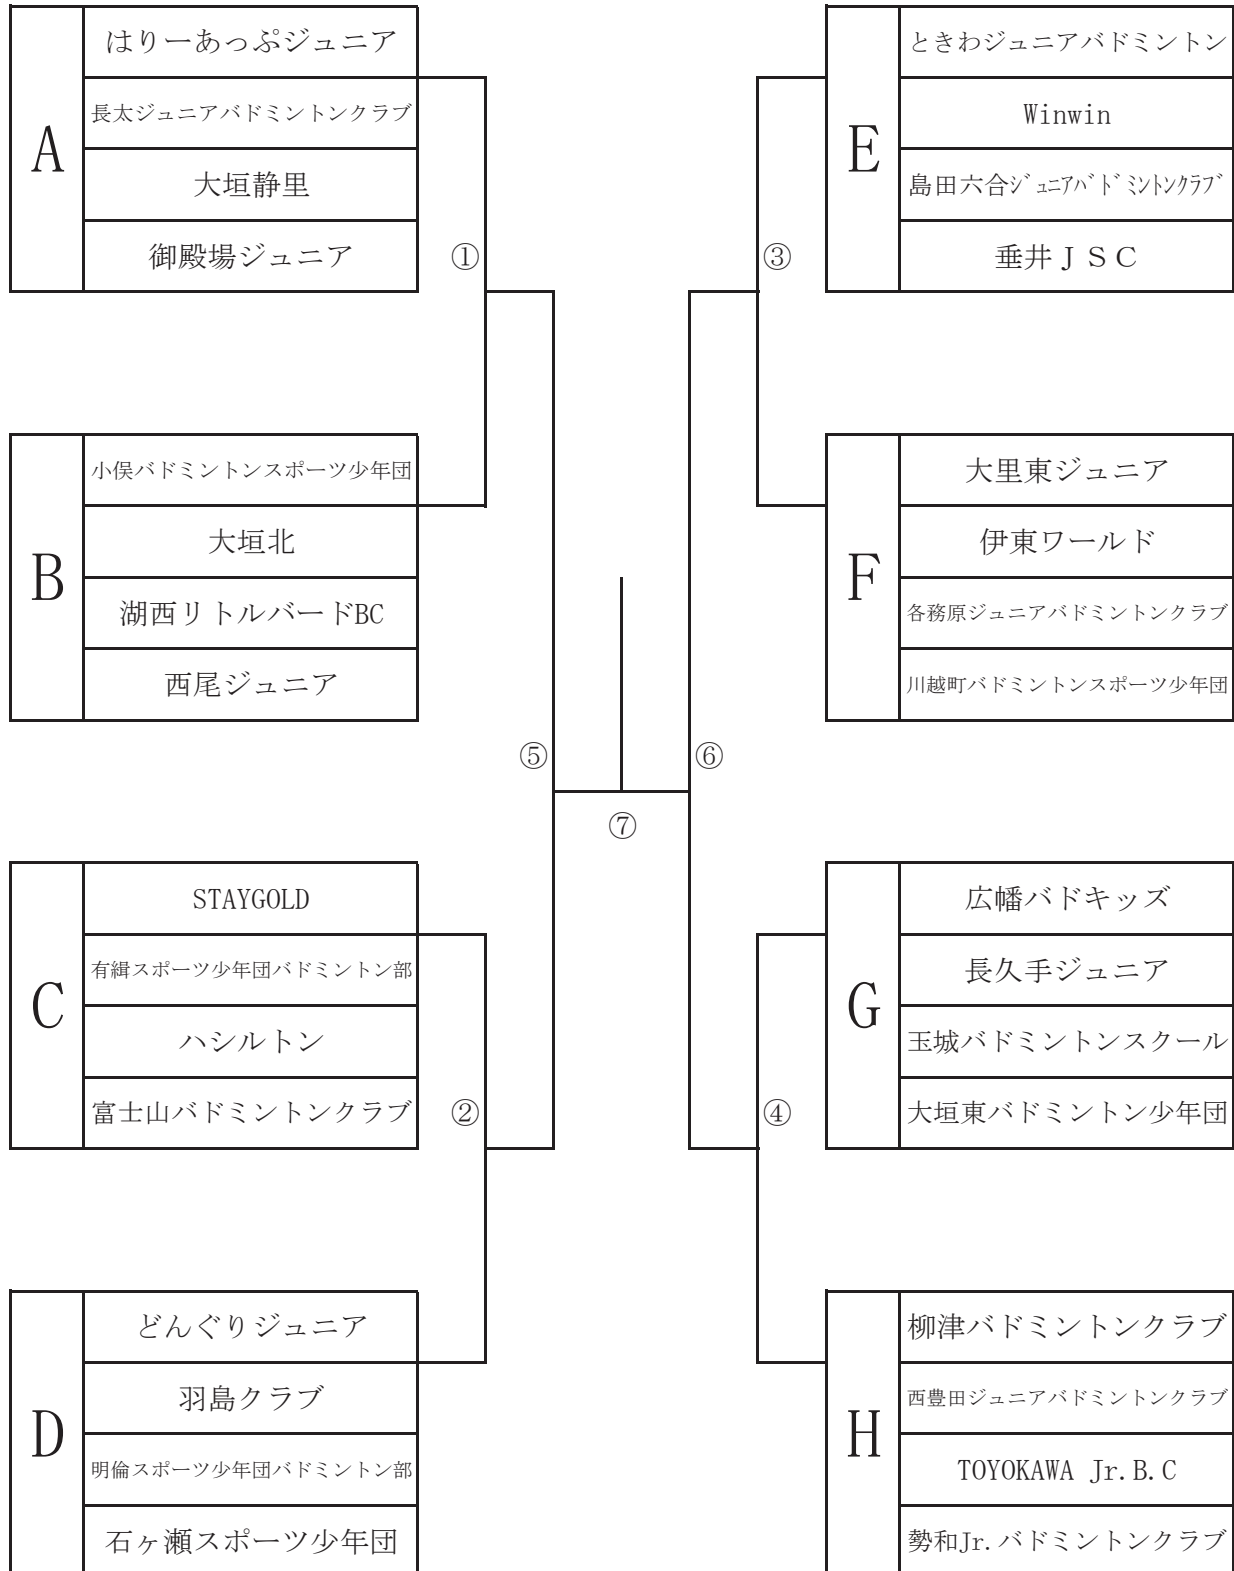 A
はりーあっぷジュニア
長太ジュニアバドミントンクラブ
大垣静里
御殿場ジュニア
①
B
小俣バドミントンスポーツ少年団
大垣北
湖西リトルバードBC
西尾ジュニア
⑤
C
STAYGOLD
有緝スポーツ少年団バドミントン部
ハシルトン
富士山バドミントンクラブ
②
D
どんぐりジュニア
羽島クラブ
明倫スポーツ少年団バドミントン部
石ヶ瀬スポーツ少年団
⑦
E
ときわジュニアバドミントン
Winwin
島田六合ジュニアバドミントンクラブ
垂井ＪＳＣ
③
F
大里東ジュニア
伊東ワールド
各務原ジュニアバドミントンクラブ
川越町バドミントンスポーツ少年団
⑥
G
広幡バドキッズ
長久手ジュニア
玉城バドミントンスクール
大垣東バドミントン少年団
④
H
柳津バドミントンクラブ
西豊田ジュニアバドミントンクラブ
TOYOKAWA Jr.B.C
勢和Jr.バドミントンクラブ